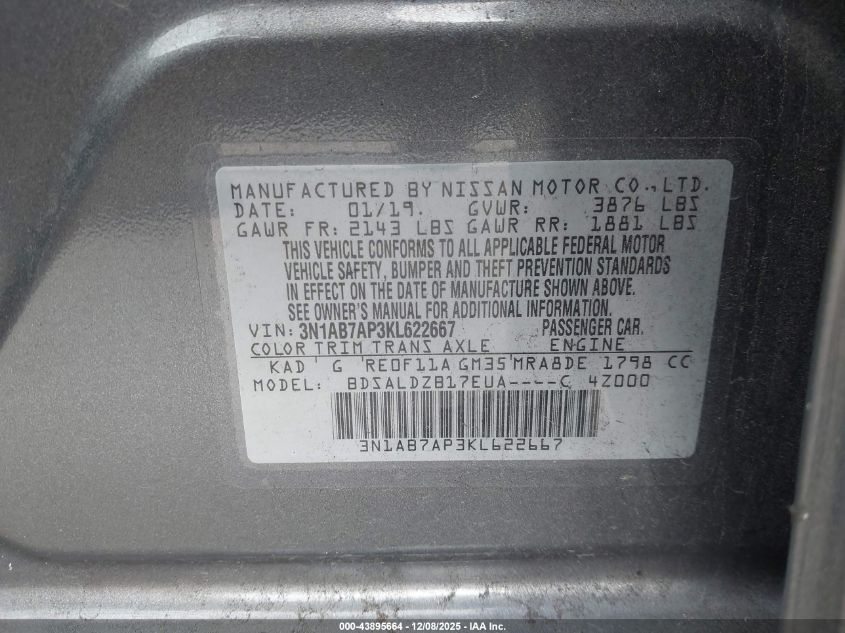 MANUFACTURED BY NISSAN MOTOR CO.,LTD.
DATE: 01/19. GVWR: 3876 LBS
GAWR FR: 2143 LBS GAWR RR: 1881 LBS
THIS VEHICLE CONFORMS TO ALL APPLICABLE FEDERAL MOTOR
VEHICLE SAFETY, BUMPER AND THEFT PREVENTION STANDARDS
IN EFFECT ON THE DATE OF MANUFACTURE SHOWN ABOVE.
SEE OWNER'S MANUAL FOR ADDITIONAL INFORMATION.
VIN: 3N1AB7AP3KL622667 PASSENGER CAR.
COLOR TRIM TRANS AXLE ENGINE
KAD G RE0F11A GM35 MRA8DE 1798 CC
MODEL: BDSALDZB17EUA----C 4Z000
3N1AB7AP3KL622667
000-43895664 | 12/08/2025 - IAA Inc.